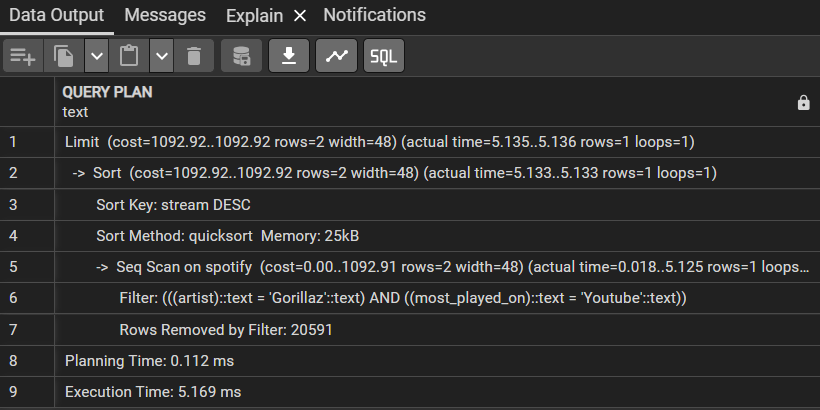 Data Output Messages Explain Notifications
SQL
QUERY PLAN
text
1 Limit (cost=1092.92..1092.92 rows=2 width=48) (actual time=5.135..5.136 rows=1 loops=1)
2 -> Sort (cost=1092.92..1092.92 rows=2 width=48) (actual time=5.133..5.133 rows=1 loops=1)
3 Sort Key: stream DESC
4 Sort Method: quicksort Memory: 25kB
5 -> Seq Scan on spotify (cost=0.00..1092.91 rows=2 width=48) (actual time=0.018..5.125 rows=1 loops...
6 Filter: (((artist)::text = 'Gorillaz'::text) AND ((most_played_on)::text = 'Youtube'::text))
7 Rows Removed by Filter: 20591
8 Planning Time: 0.112 ms
9 Execution Time: 5.169 ms